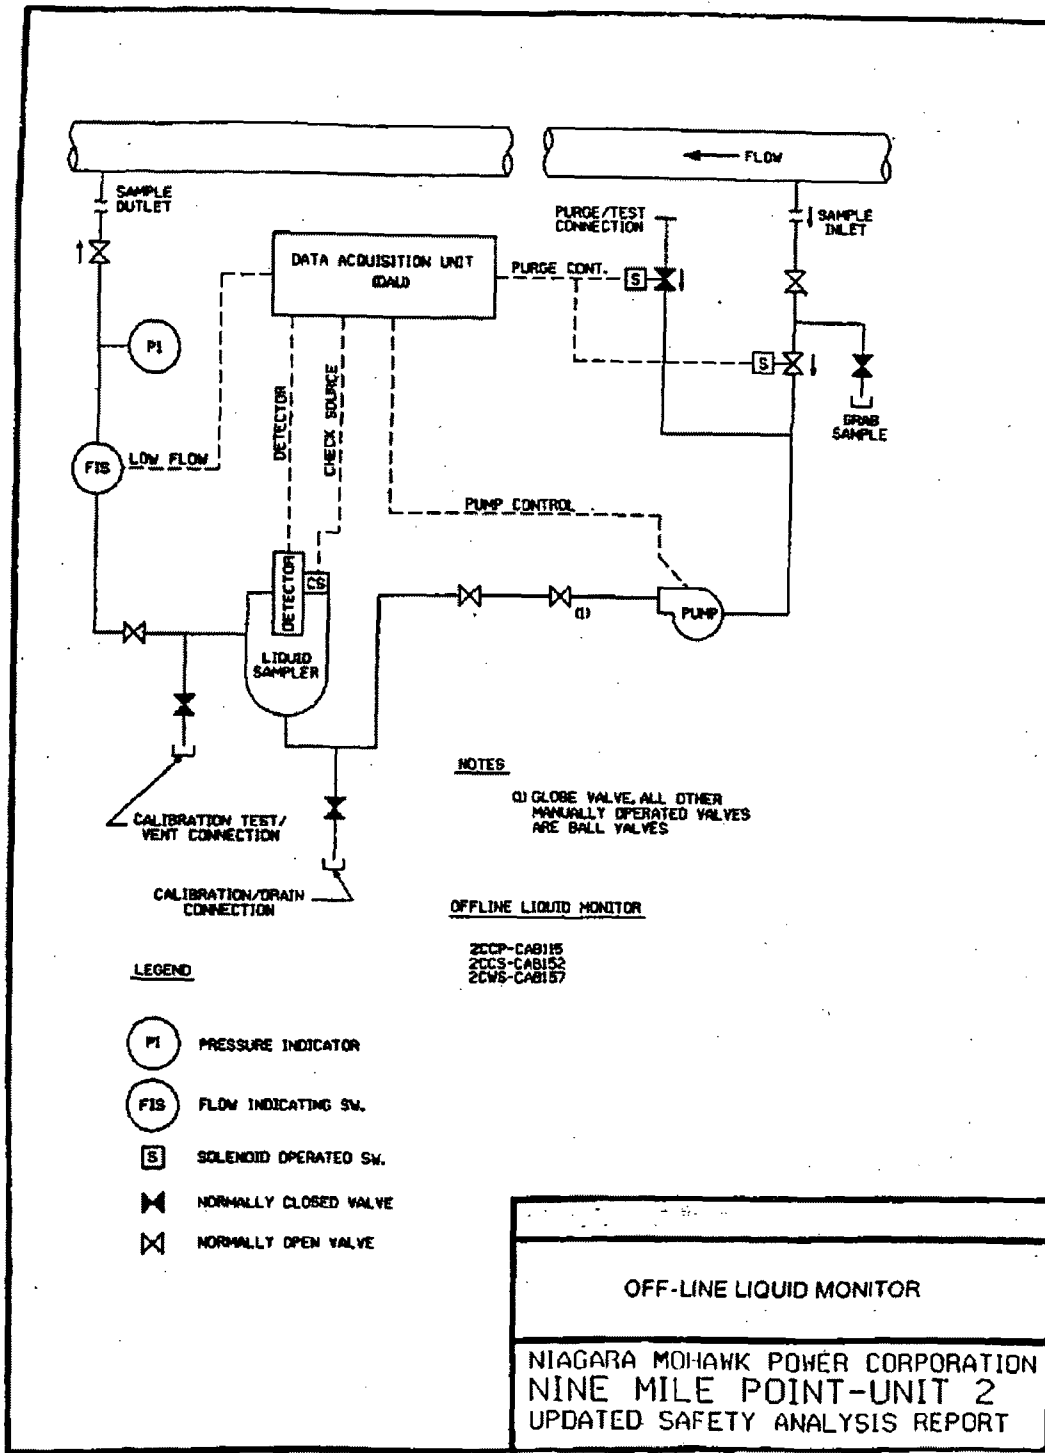 FLOW
SAMPLE
OUTLET
PURGE/TEST
CONNECTION
SAMPLE
INLET
DATA ACQUISITION UNIT
(DAU)
PURGE CONT.
S
PI
S
DETECTOR
CHECK SOURCE
GRAB
SAMPLE
FIS
LOW FLOW
PUMP CONTROL
DETECTOR
CS
(1)
PUMP
LIQUID
SAMPLER
NOTES
(1) GLOBE VALVE, ALL OTHER
MANUALLY OPERATED VALVES
ARE BALL VALVES
CALIBRATION TEST/
VENT CONNECTION
CALIBRATION/DRAIN
CONNECTION
OFFLINE LIQUID MONITOR
2CCP-CAB115
2CCS-CAB152
2CWS-CAB157
LEGEND
PI PRESSURE INDICATOR
FIS FLOW INDICATING SW.
S SOLENOID OPERATED SW.
NORMALLY CLOSED VALVE
NORMALLY OPEN VALVE
OFF-LINE LIQUID MONITOR
NIAGARA MOHAWK POWER CORPORATION
NINE MILE POINT-UNIT 2
UPDATED SAFETY ANALYSIS REPORT